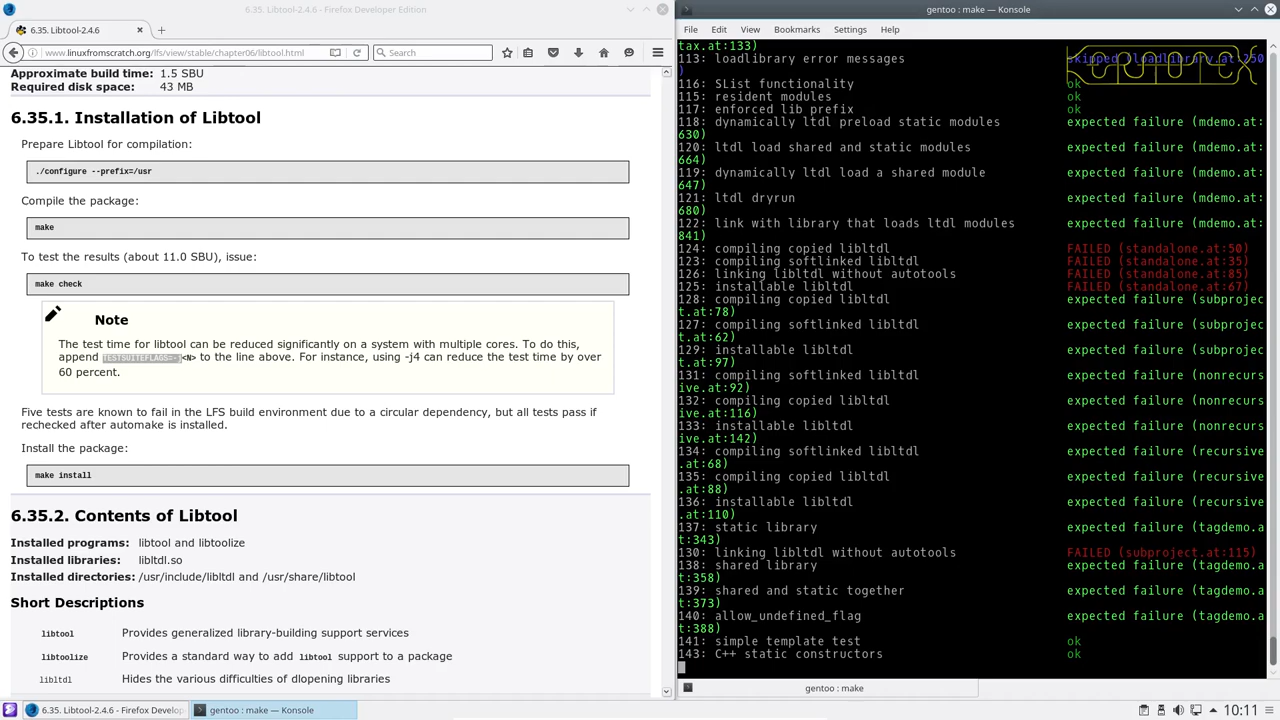 6.35. Libtool-2.4.6 - Firefox Developer Edition
6.35. Libtool-2.4.6
www.linuxfromscratch.org/lfs/view/stable/chapter06/libtool.html
Search
Approximate build time: 1.5 SBU
Required disk space: 43 MB
6.35.1. Installation of Libtool
Prepare Libtool for compilation:
./configure --prefix=/usr
Compile the package:
make
To test the results (about 11.0 SBU), issue:
make check
Note
The test time for libtool can be reduced significantly on a system with multiple cores. To do this,
append TESTSUITEFLAGS=-j<N> to the line above. For instance, using -j4 can reduce the test time by over
60 percent.
Five tests are known to fail in the LFS build environment due to a circular dependency, but all tests pass if
rechecked after automake is installed.
Install the package:
make install
6.35.2. Contents of Libtool
Installed programs: libtool and libtoolize
Installed libraries: libltdl.so
Installed directories: /usr/include/libltdl and /usr/share/libtool
Short Descriptions
libtool Provides generalized library-building support services
libtoolize Provides a standard way to add libtool support to a package
libltdl Hides the various difficulties of dlopening libraries
gentoo : make — Konsole
File Edit View Bookmarks Settings Help
tax.at:133)
113: loadlibrary error messages skipped (loadlibrary.at:250
)
116: SList functionality ok
115: resident modules ok
117: enforced lib prefix ok
118: dynamically ltdl preload static modules expected failure (mdemo.at:
630)
120: ltdl load shared and static modules expected failure (mdemo.at:
664)
119: dynamically ltdl load a shared module expected failure (mdemo.at:
647)
121: ltdl dryrun expected failure (mdemo.at:
680)
122: link with library that loads ltdl modules expected failure (mdemo.at:
841)
124: compiling copied libltdl FAILED (standalone.at:50)
123: compiling softlinked libltdl FAILED (standalone.at:35)
126: linking libltdl without autotools FAILED (standalone.at:85)
125: installable libltdl FAILED (standalone.at:67)
128: compiling copied libltdl expected failure (subprojec
t.at:78)
127: compiling softlinked libltdl expected failure (subprojec
t.at:62)
129: installable libltdl expected failure (subprojec
t.at:97)
131: compiling softlinked libltdl expected failure (nonrecurs
ive.at:92)
132: compiling copied libltdl expected failure (nonrecurs
ive.at:116)
133: installable libltdl expected failure (nonrecurs
ive.at:142)
134: compiling softlinked libltdl expected failure (recursive
.at:68)
135: compiling copied libltdl expected failure (recursive
.at:88)
136: installable libltdl expected failure (recursive
.at:110)
137: static library expected failure (tagdemo.a
t:343)
130: linking libltdl without autotools FAILED (subproject.at:115)
138: shared library expected failure (tagdemo.a
t:358)
139: shared and static together expected failure (tagdemo.a
t:373)
140: allow_undefined_flag expected failure (tagdemo.a
t:388)
141: simple template test ok
143: C++ static constructors ok
gentoo : make
6.35. Libtool-2.4.6 - Firefox Develop
gentoo : make — Konsole
10:11